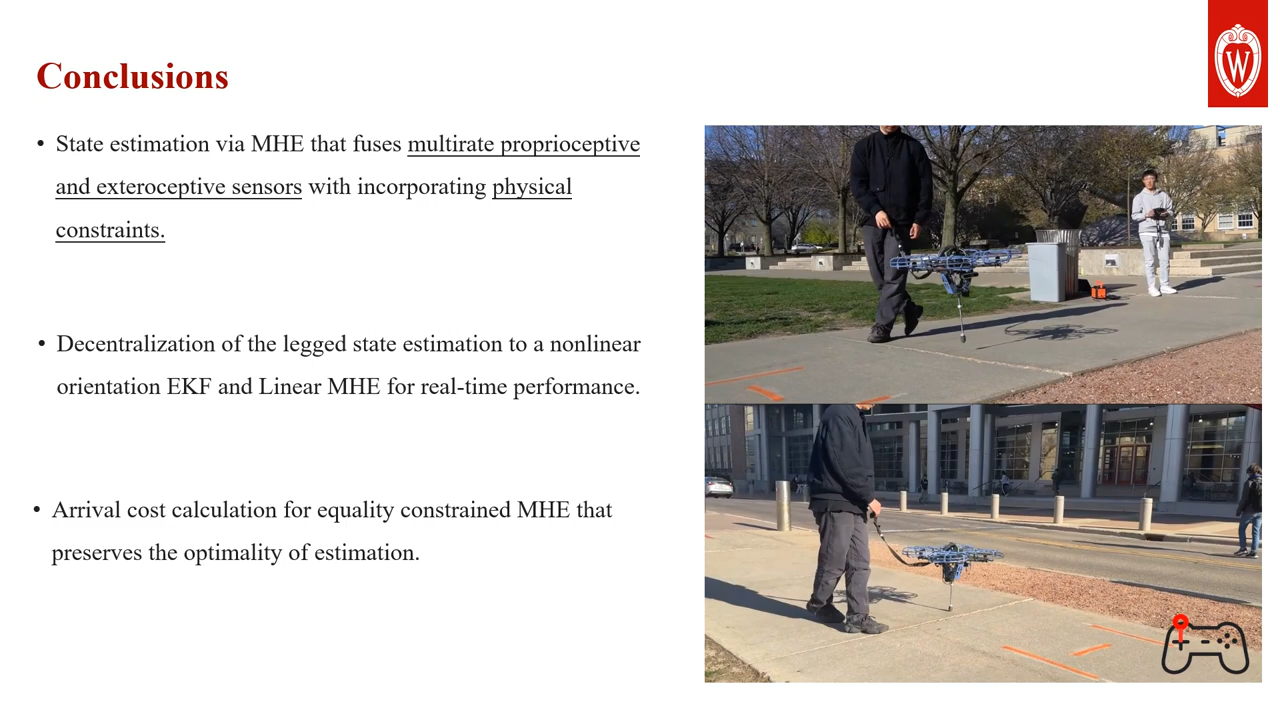 Conclusions
• State estimation via MHE that fuses multirate proprioceptive
and exteroceptive sensors with incorporating physical
constraints.
• Decentralization of the legged state estimation to a nonlinear
orientation EKF and Linear MHE for real-time performance.
• Arrival cost calculation for equality constrained MHE that
preserves the optimality of estimation.
W